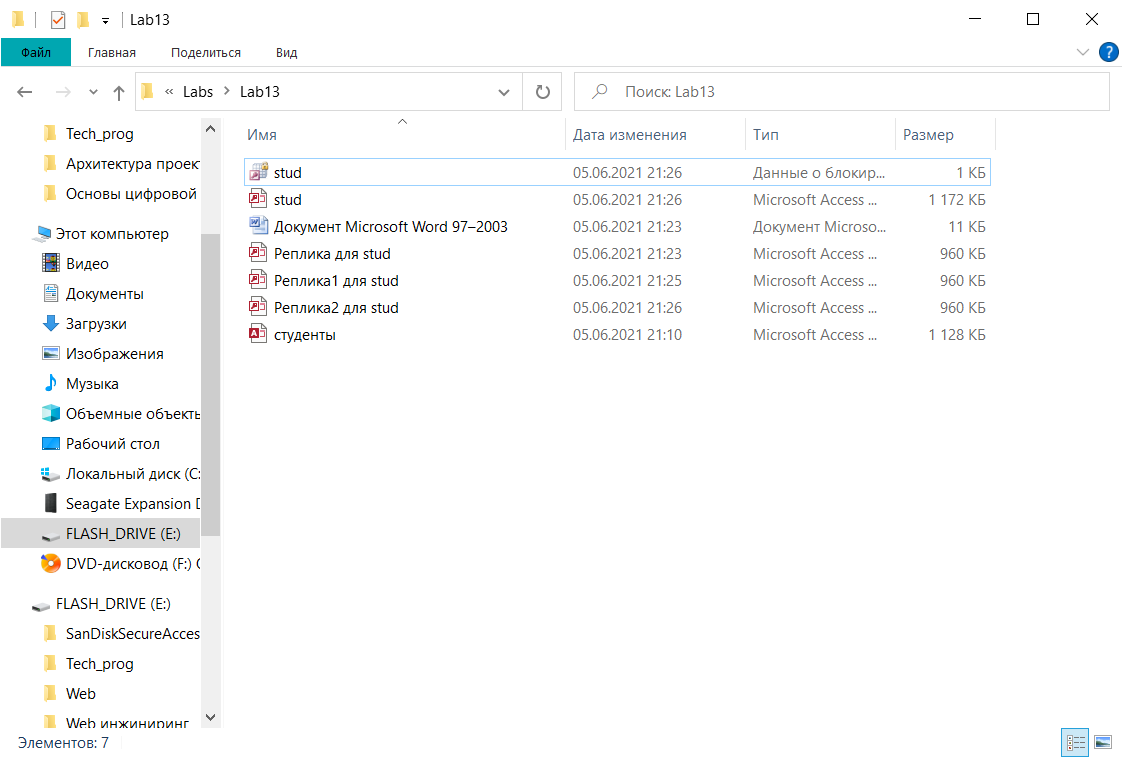 Lab13
Файл Главная Поделиться Вид ?
« Labs > Lab13 Поиск: Lab13
Tech_prog
Архитектура проект
Основы цифровой
Этот компьютер
Видео
Документы
Загрузки
Изображения
Музыка
Объемные объекты
Рабочий стол
Локальный диск (C:
Seagate Expansion D
FLASH_DRIVE (E:)
DVD-дисковод (F:) C
FLASH_DRIVE (E:)
SanDiskSecureAcces
Tech_prog
Web
Web инжиниринг
Имя Дата изменения Тип Размер
stud 05.06.2021 21:26 Данные о блокир... 1 КБ
stud 05.06.2021 21:26 Microsoft Access ... 1 172 КБ
Документ Microsoft Word 97–2003 05.06.2021 21:23 Документ Microso... 11 КБ
Реплика для stud 05.06.2021 21:23 Microsoft Access ... 960 КБ
Реплика1 для stud 05.06.2021 21:25 Microsoft Access ... 960 КБ
Реплика2 для stud 05.06.2021 21:26 Microsoft Access ... 960 КБ
студенты 05.06.2021 21:10 Microsoft Access ... 1 128 КБ
Элементов: 7